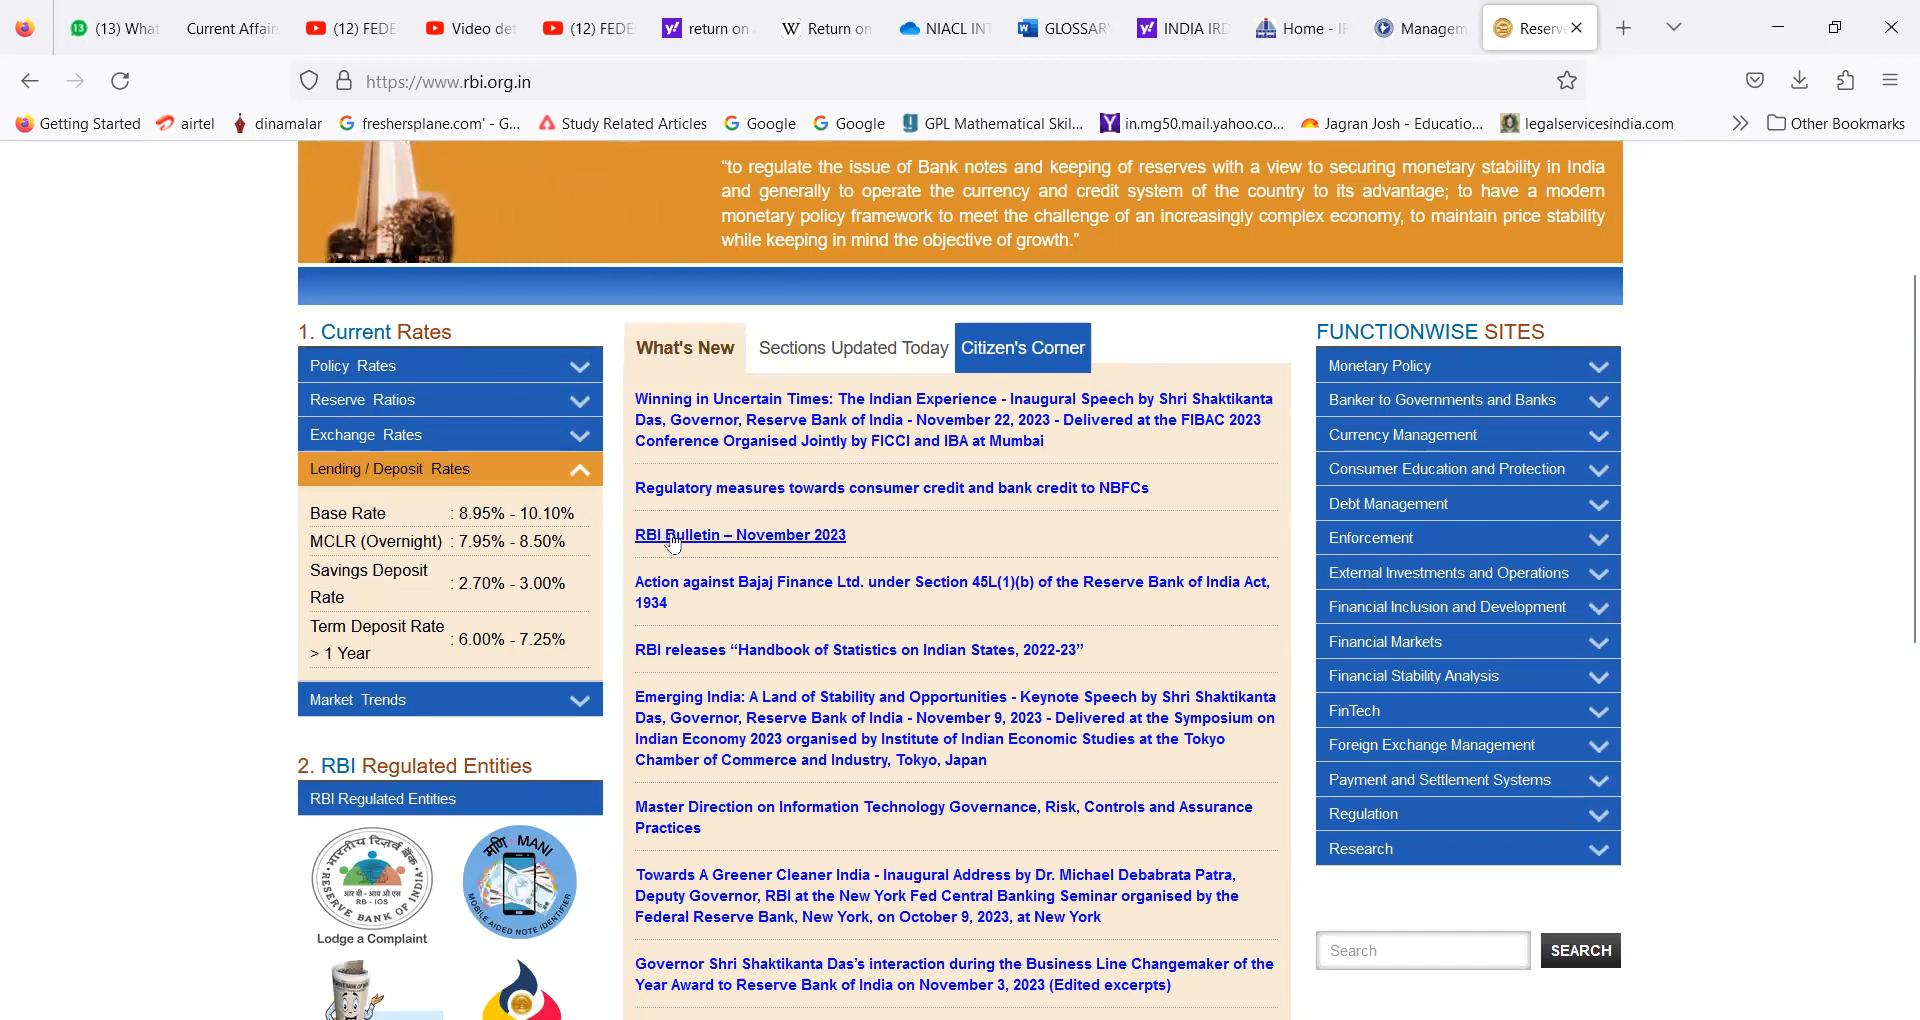 (13) What
Current Affair
(12) FEDE
Video det
(12) FEDE
return on
Return on
NIACL INT
GLOSSAR
INDIA IRD
Home - IR
Managem
Reserv
https://www.rbi.org.in
Getting Started
airtel
dinamalar
freshersplane.com' - G...
Study Related Articles
Google
Google
GPL Mathematical Skil...
in.mg50.mail.yahoo.co...
Jagran Josh - Educatio...
legalservicesindia.com
Other Bookmarks
“to regulate the issue of Bank notes and keeping of reserves with a view to securing monetary stability in India
and generally to operate the currency and credit system of the country to its advantage; to have a modern
monetary policy framework to meet the challenge of an increasingly complex economy, to maintain price stability
while keeping in mind the objective of growth.”
1. Current Rates
Policy Rates
Reserve Ratios
Exchange Rates
Lending / Deposit Rates
Base Rate : 8.95% - 10.10%
MCLR (Overnight) : 7.95% - 8.50%
Savings Deposit
Rate : 2.70% - 3.00%
Term Deposit Rate
> 1 Year : 6.00% - 7.25%
Market Trends
2. RBI Regulated Entities
RBI Regulated Entities
भारतीय रिज़र्व बैंक
आर बी - आय ओ एस
RB - IOS
RESERVE BANK OF INDIA
Lodge a Complaint
मणि MANI
MOBILE AIDED NOTE IDENTIFIER
What's New
Sections Updated Today
Citizen's Corner
Winning in Uncertain Times: The Indian Experience - Inaugural Speech by Shri Shaktikanta
Das, Governor, Reserve Bank of India - November 22, 2023 - Delivered at the FIBAC 2023
Conference Organised Jointly by FICCI and IBA at Mumbai
Regulatory measures towards consumer credit and bank credit to NBFCs
RBI Bulletin – November 2023
Action against Bajaj Finance Ltd. under Section 45L(1)(b) of the Reserve Bank of India Act,
1934
RBI releases “Handbook of Statistics on Indian States, 2022-23”
Emerging India: A Land of Stability and Opportunities - Keynote Speech by Shri Shaktikanta
Das, Governor, Reserve Bank of India - November 9, 2023 - Delivered at the Symposium on
Indian Economy 2023 organised by Institute of Indian Economic Studies at the Tokyo
Chamber of Commerce and Industry, Tokyo, Japan
Master Direction on Information Technology Governance, Risk, Controls and Assurance
Practices
Towards A Greener Cleaner India - Inaugural Address by Dr. Michael Debabrata Patra,
Deputy Governor, RBI at the New York Fed Central Banking Seminar organised by the
Federal Reserve Bank, New York, on October 9, 2023, at New York
Governor Shri Shaktikanta Das’s interaction during the Business Line Changemaker of the
Year Award to Reserve Bank of India on November 3, 2023 (Edited excerpts)
FUNCTIONWISE SITES
Monetary Policy
Banker to Governments and Banks
Currency Management
Consumer Education and Protection
Debt Management
Enforcement
External Investments and Operations
Financial Inclusion and Development
Financial Markets
Financial Stability Analysis
FinTech
Foreign Exchange Management
Payment and Settlement Systems
Regulation
Research
Search
SEARCH